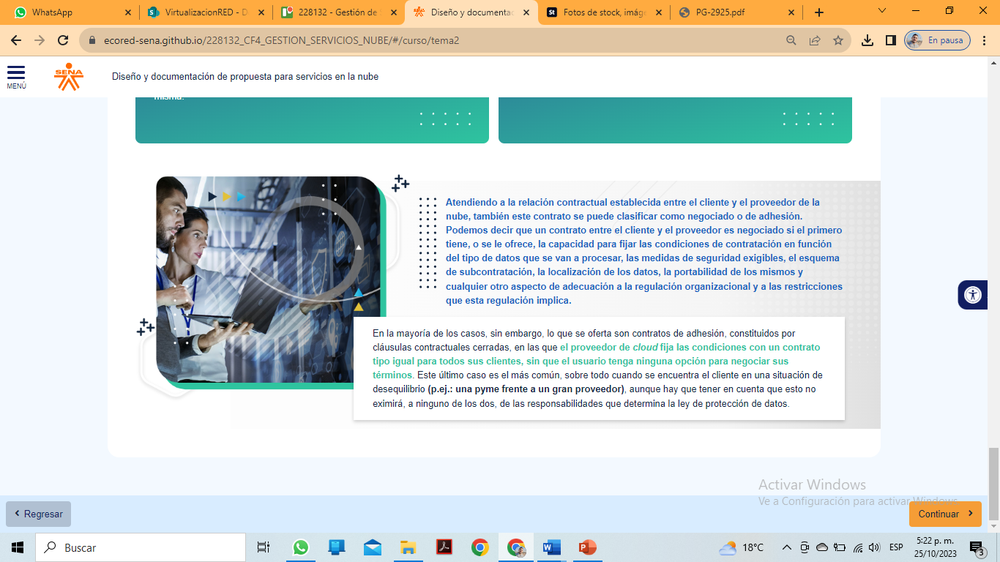 WhatsApp
VirtualizacionRED - D
228132 - Gestión de S
Diseño y documentac
St
Fotos de stock, imáge
PG-2925.pdf
ecored-sena.github.io/228132_CF4_GESTION_SERVICIOS_NUBE/#/curso/tema2
En pausa
MENÚ
SENA
Diseño y documentación de propuesta para servicios en la nube
misma.
Atendiendo a la relación contractual establecida entre el cliente y el proveedor de la
nube, también este contrato se puede clasificar como negociado o de adhesión.
Podemos decir que un contrato entre el cliente y el proveedor es negociado si el primero
tiene, o se le ofrece, la capacidad para fijar las condiciones de contratación en función
del tipo de datos que se van a procesar, las medidas de seguridad exigibles, el esquema
de subcontratación, la localización de los datos, la portabilidad de los mismos y
cualquier otro aspecto de adecuación a la regulación organizacional y a las restricciones
que esta regulación implica.
En la mayoría de los casos, sin embargo, lo que se oferta son contratos de adhesión, constituidos por
cláusulas contractuales cerradas, en las que el proveedor de cloud fija las condiciones con un contrato
tipo igual para todos sus clientes, sin que el usuario tenga ninguna opción para negociar sus
términos. Este último caso es el más común, sobre todo cuando se encuentra el cliente en una situación de
desequilibrio (p.ej.: una pyme frente a un gran proveedor), aunque hay que tener en cuenta que esto no
eximirá, a ninguno de los dos, de las responsabilidades que determina la ley de protección de datos.
Activar Windows
Ve a Configuración para activar Windows.
Regresar
Continuar
Buscar
18°C
ESP
5:22 p. m.
25/10/2023
3